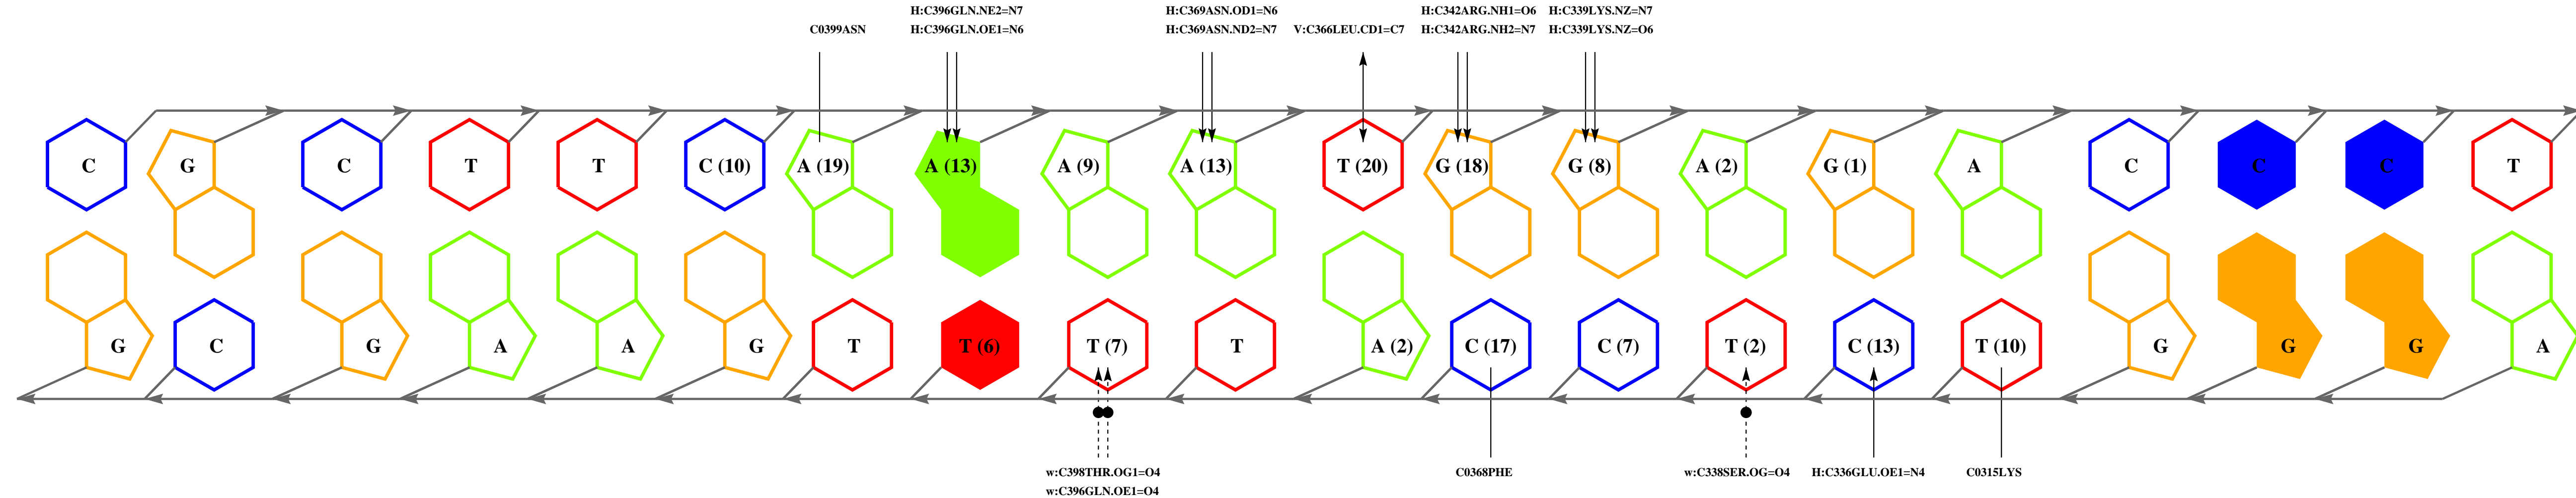 H:C396GLN.NE2=N7 H:C369ASN.OD1=N6 H:C342ARG.NH1=O6 H:C339LYS.NZ=N7
C0399ASN H:C396GLN.OE1=N6 H:C369ASN.ND2=N7 V:C366LEU.CD1=C7 H:C342ARG.NH2=N7 H:C339LYS.NZ=O6
C G C T T C (10) A (19) A (13) A (9) A (13) T (20) G (18) G (8) A (2) G (1) A C C C T
G C G A A G T T (6) T (7) T A (2) C (17) C (7) T (2) C (13) T (10) G G G A
w:C398THR.OG1=O4 C0368PHE w:C338SER.OG=O4 H:C336GLU.OE1=N4 C0315LYS
w:C396GLN.OE1=O4